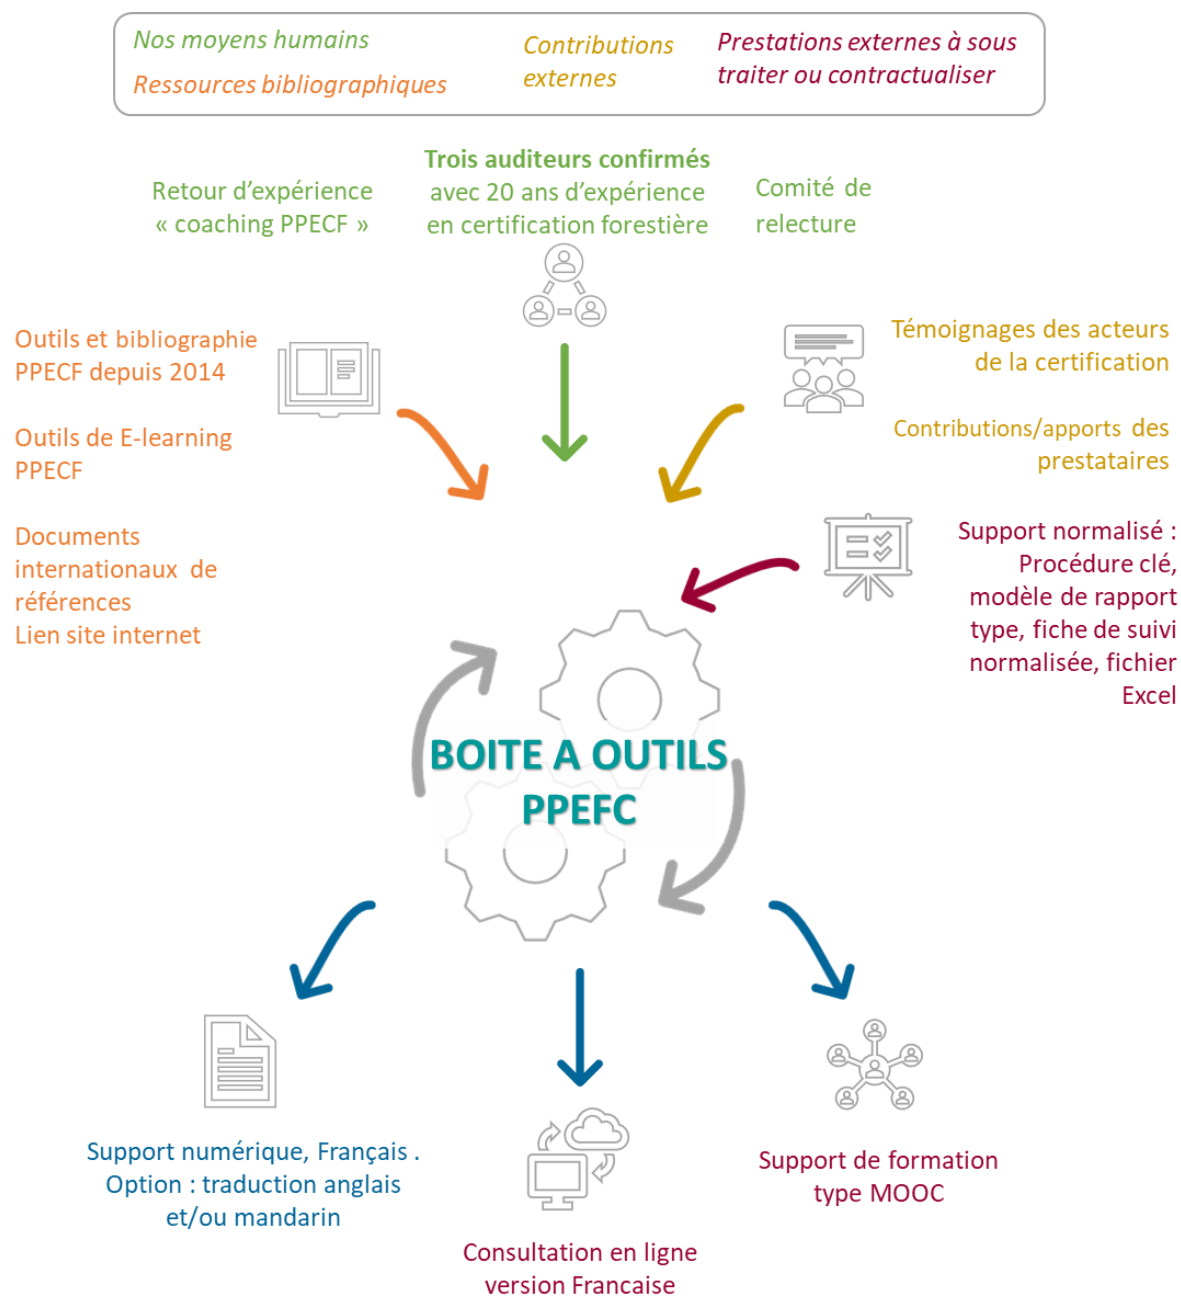 Nos moyens humains
Ressources bibliographiques
Contributions
externes
Prestations externes à sous
traiter ou contractualiser
Retour d’expérience
« coaching PPECF »
Trois auditeurs confirmés
avec 20 ans d’expérience
en certification forestière
Comité de
relecture
Outils et bibliographie
PPECF depuis 2014
Outils de E-learning
PPECF
Documents
internationaux de
références
Lien site internet
Témoignages des acteurs
de la certification
Contributions/apports des
prestataires
Support normalisé :
Procédure clé,
modèle de rapport
type, fiche de suivi
normalisée, fichier
Excel
BOITE A OUTILS
PPEFC
Support numérique, Français .
Option : traduction anglais
et/ou mandarin
Consultation en ligne
version Francaise
Support de formation
type MOOC